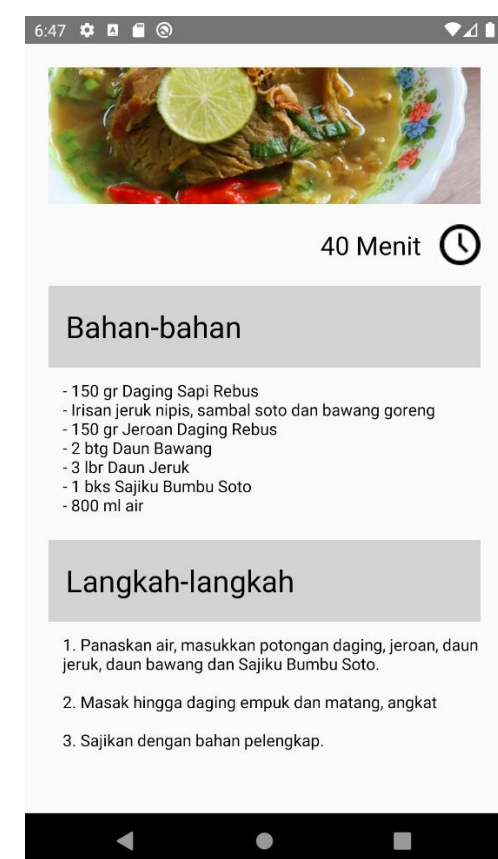 6:47
40 Menit
Bahan-bahan
- 150 gr Daging Sapi Rebus
- Irisan jeruk nipis, sambal soto dan bawang goreng
- 150 gr Jeroan Daging Rebus
- 2 btg Daun Bawang
- 3 lbr Daun Jeruk
- 1 bks Sajiku Bumbu Soto
- 800 ml air
Langkah-langkah
1. Panaskan air, masukkan potongan daging, jeroan, daun
jeruk, daun bawang dan Sajiku Bumbu Soto.
2. Masak hingga daging empuk dan matang, angkat
3. Sajikan dengan bahan pelengkap.